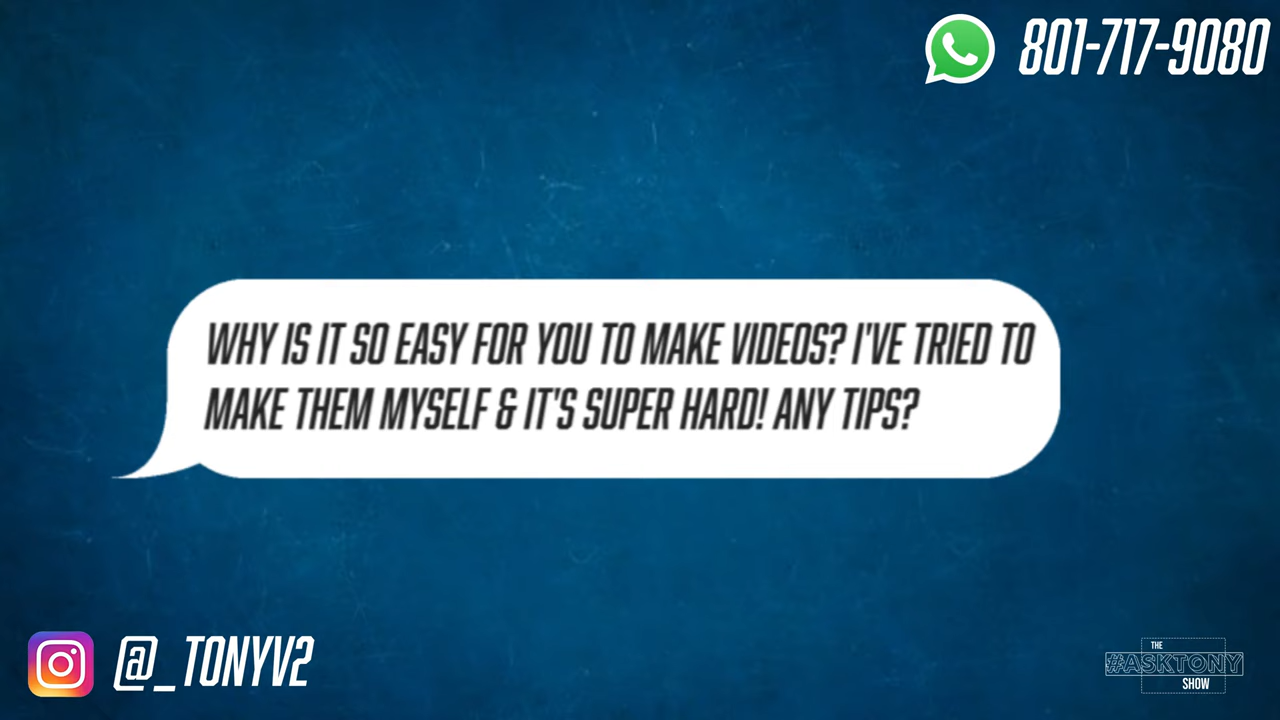 801-717-9080
WHY IS IT SO EASY FOR YOU TO MAKE VIDEOS? I'VE TRIED TO
MAKE THEM MYSELF & IT'S SUPER HARD! ANY TIPS?
@_TONYV2
THE
#ASKTONY
SHOW